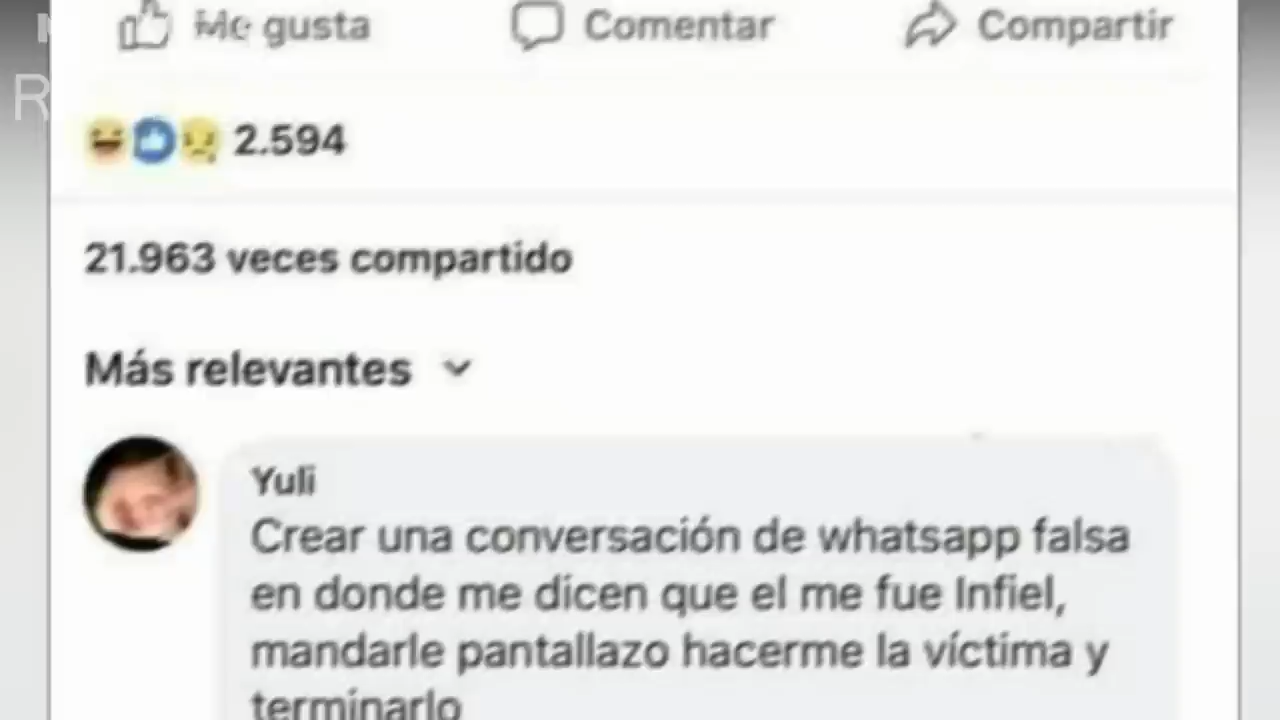 Me gusta
Comentar
Compartir
2.594
21.963 veces compartido
Más relevantes
Yuli
Crear una conversación de whatsapp falsa
en donde me dicen que el me fue Infiel,
mandarle pantallazo hacerme la víctima y
terminarlo